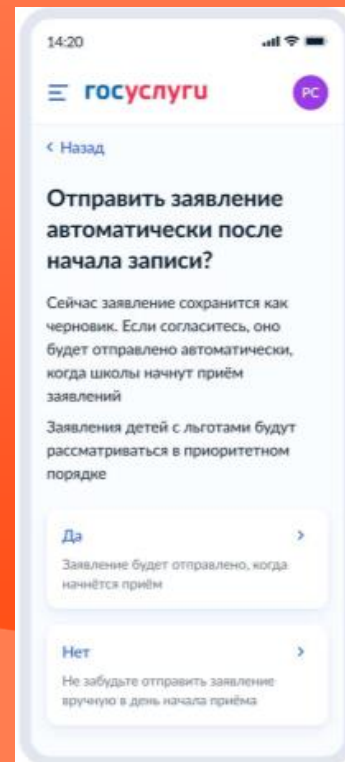 14:20
госуслуги
РС
Назад
Отправить заявление
автоматически после
начала записи?
Сейчас заявление сохранится как
черновик. Если согласитесь, оно
будет отправлено автоматически,
когда школы начнут приём
заявлений
Заявления детей с льготами будут
рассматриваться в приоритетном
порядке
Да
Заявление будет отправлено, когда
начнётся приём
Нет
Не забудьте отправить заявление
вручную в день начала приёма